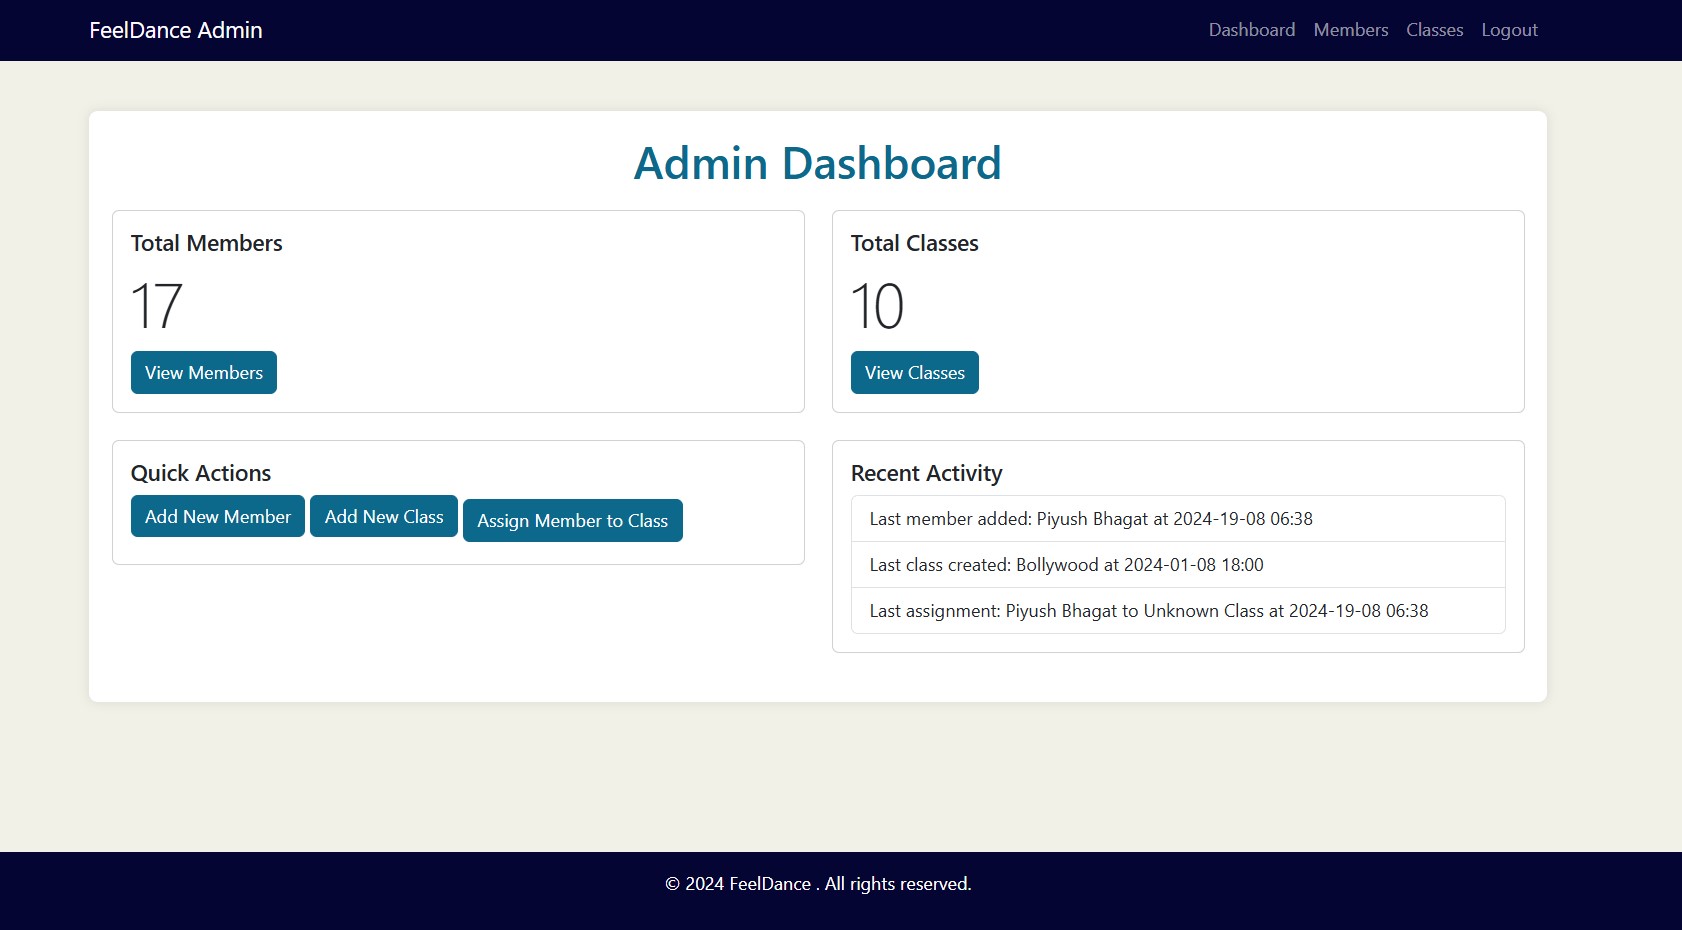 FeelDance Admin
Dashboard Members Classes Logout
Admin Dashboard
Total Members
17
View Members
Total Classes
10
View Classes
Quick Actions
Add New Member Add New Class Assign Member to Class
Recent Activity
Last member added: Piyush Bhagat at 2024-19-08 06:38
Last class created: Bollywood at 2024-01-08 18:00
Last assignment: Piyush Bhagat to Unknown Class at 2024-19-08 06:38
© 2024 FeelDance . All rights reserved.